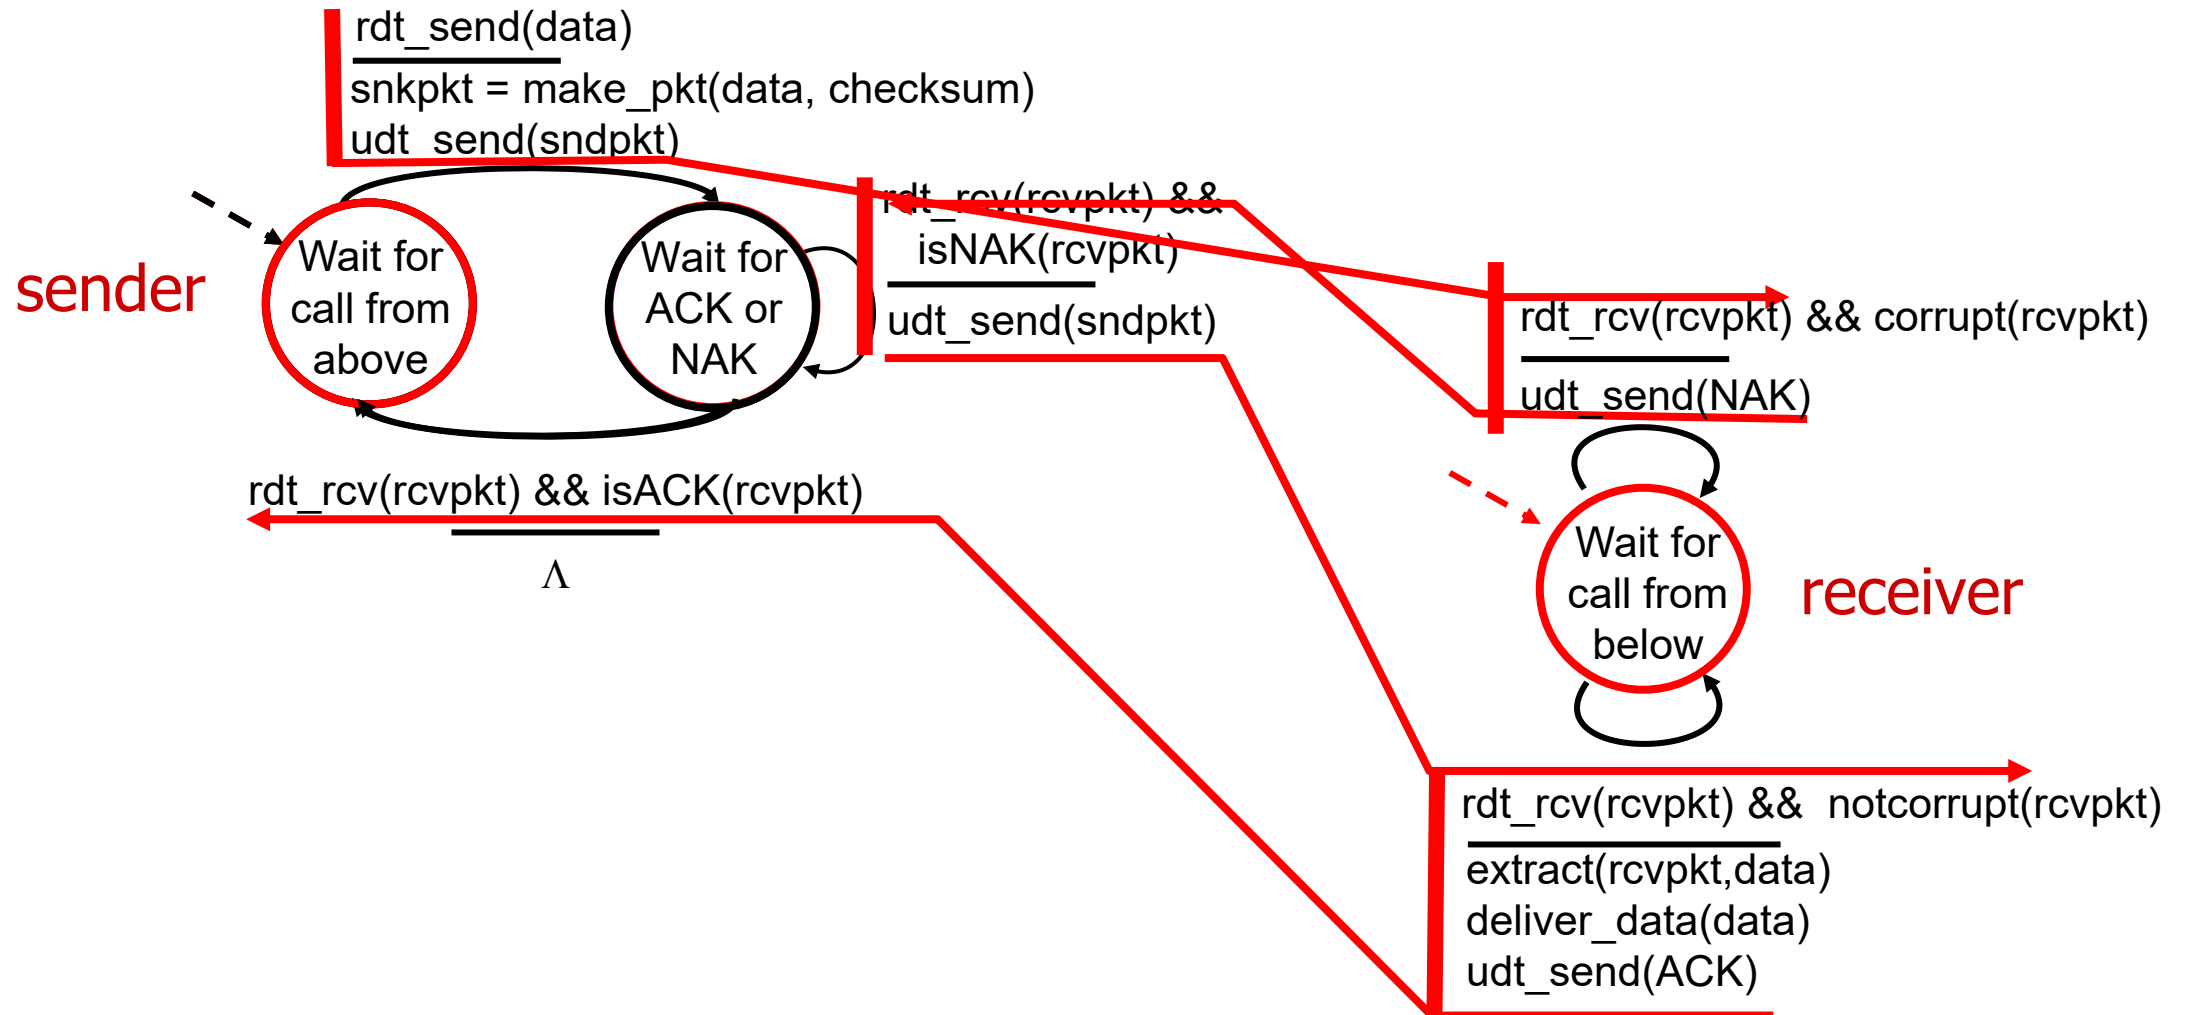 rdt_send(data)
snkpkt = make_pkt(data, checksum)
udt_send(sndpkt)
sender
Wait for
call from
above
Wait for
ACK or
NAK
rdt_rcv(rcvpkt) &&
isNAK(rcvpkt)
udt_send(sndpkt)
rdt_rcv(rcvpkt) && isACK(rcvpkt)
Λ
rdt_rcv(rcvpkt) && corrupt(rcvpkt)
udt_send(NAK)
Wait for
call from
below
receiver
rdt_rcv(rcvpkt) && notcorrupt(rcvpkt)
extract(rcvpkt,data)
deliver_data(data)
udt_send(ACK)